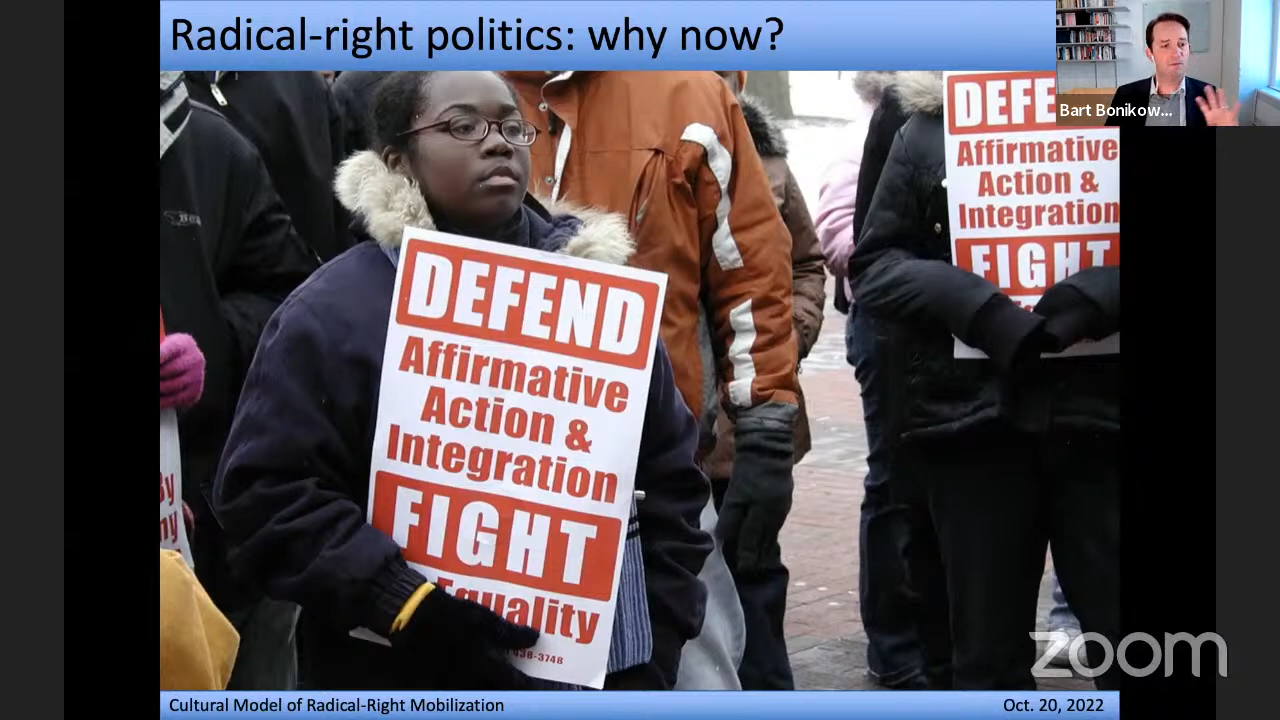 Radical-right politics: why now?
Bart Bonikow...
DEFEND
Affirmative
Action &
Integration
FIGHT
Equality
-3748
DEFE
Affirmative
Action &
Integration
FIGHT
zoom
Cultural Model of Radical-Right Mobilization
Oct. 20, 2022